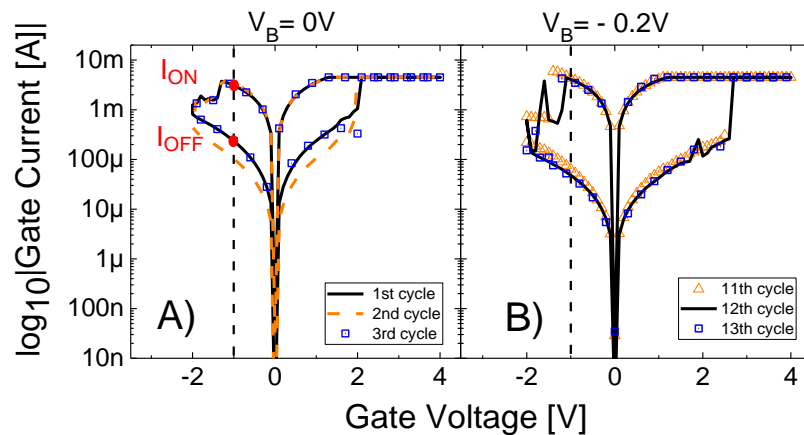 V_B= 0V
V_B= - 0.2V
log₁₀|Gate Current [A]|
10m
1m
100µ
10µ
1µ
100n
10n
I_ON
I_OFF
A)
1st cycle
2nd cycle
3rd cycle
B)
11th cycle
12th cycle
13th cycle
-2 0 2 4
-2 0 2 4
Gate Voltage [V]